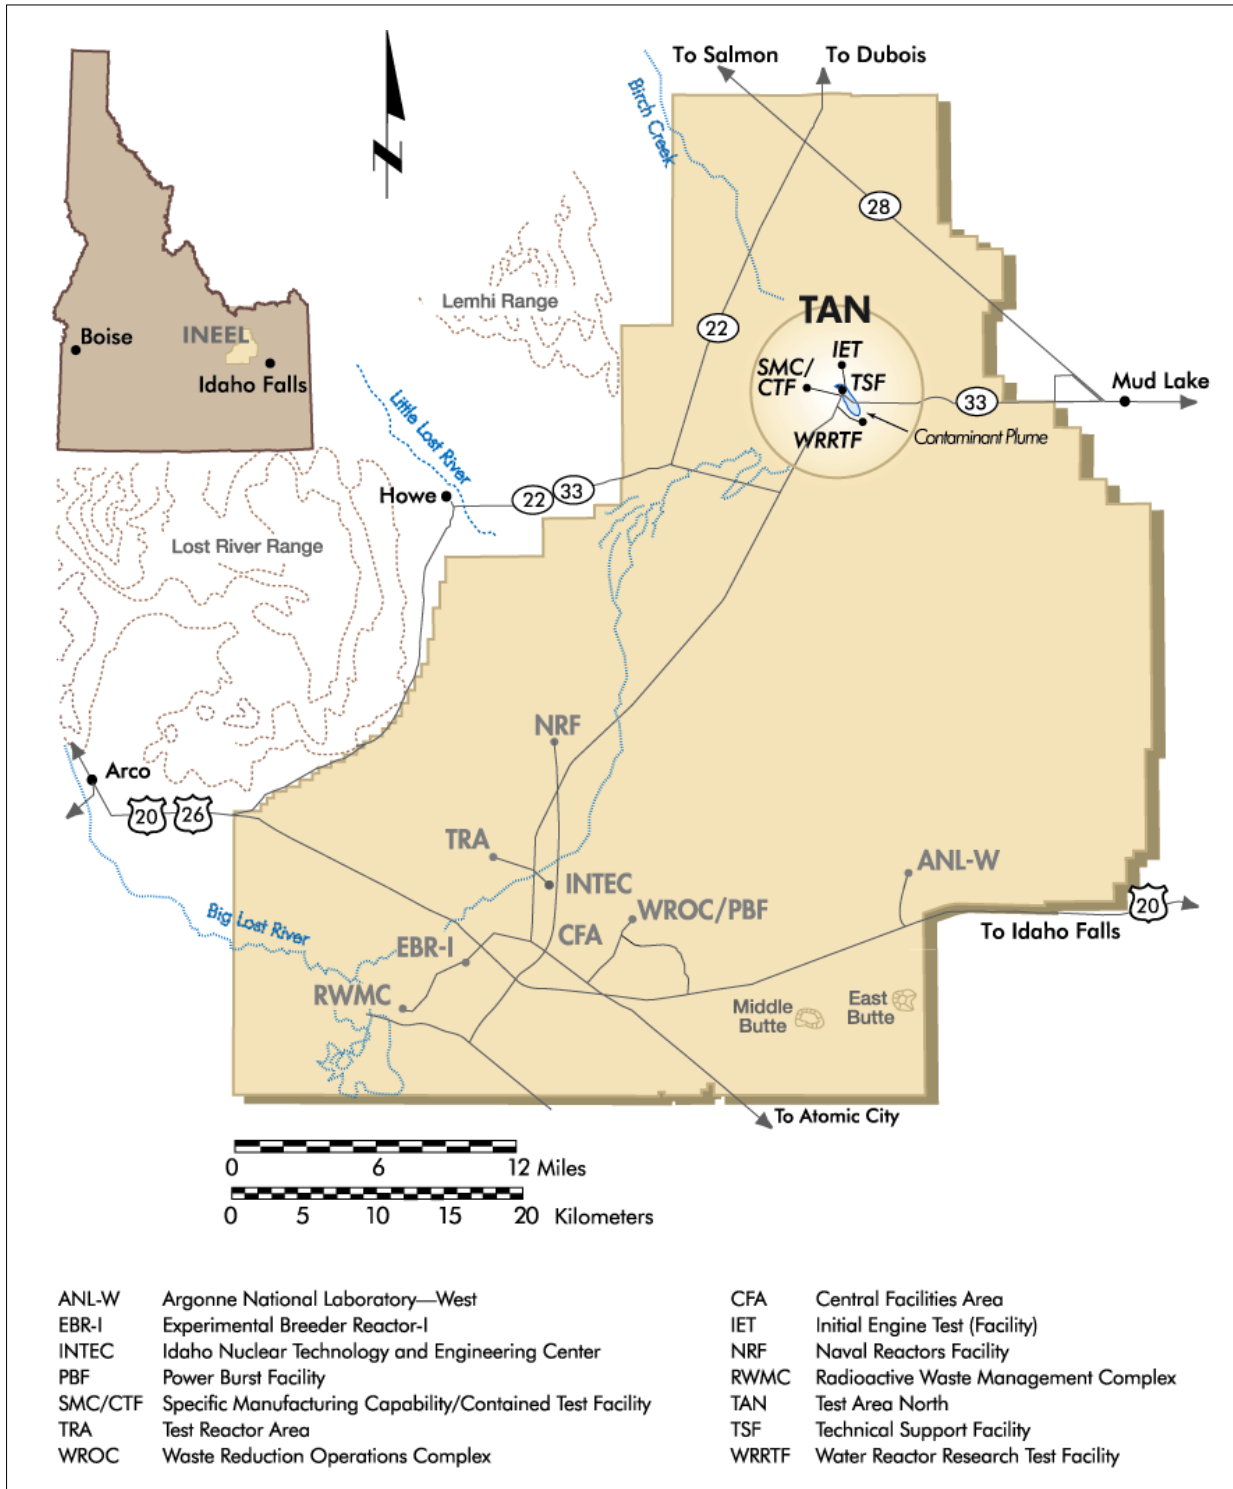 To Salmon
To Dubois
Birch Creek
28
Lemhi Range
TAN
22
INEEL
Boise
Idaho Falls
IET
SMC/
CTF
TSF
Mud Lake
33
Little Lost River
WRRTF
Contaminant Plume
Howe
22
33
Lost River Range
NRF
Arco
20
26
TRA
ANL-W
INTEC
WROC/PBF
20
Big Lost River
CFA
To Idaho Falls
EBR-I
RWMC
Middle
Butte
East
Butte
To Atomic City
0 6 12 Miles
0 5 10 15 20 Kilometers
ANL-W Argonne National Laboratory—West
EBR-I Experimental Breeder Reactor-I
INTEC Idaho Nuclear Technology and Engineering Center
PBF Power Burst Facility
SMC/CTF Specific Manufacturing Capability/Contained Test Facility
TRA Test Reactor Area
WROC Waste Reduction Operations Complex
CFA Central Facilities Area
IET Initial Engine Test (Facility)
NRF Naval Reactors Facility
RWMC Radioactive Waste Management Complex
TAN Test Area North
TSF Technical Support Facility
WRRTF Water Reactor Research Test Facility
N